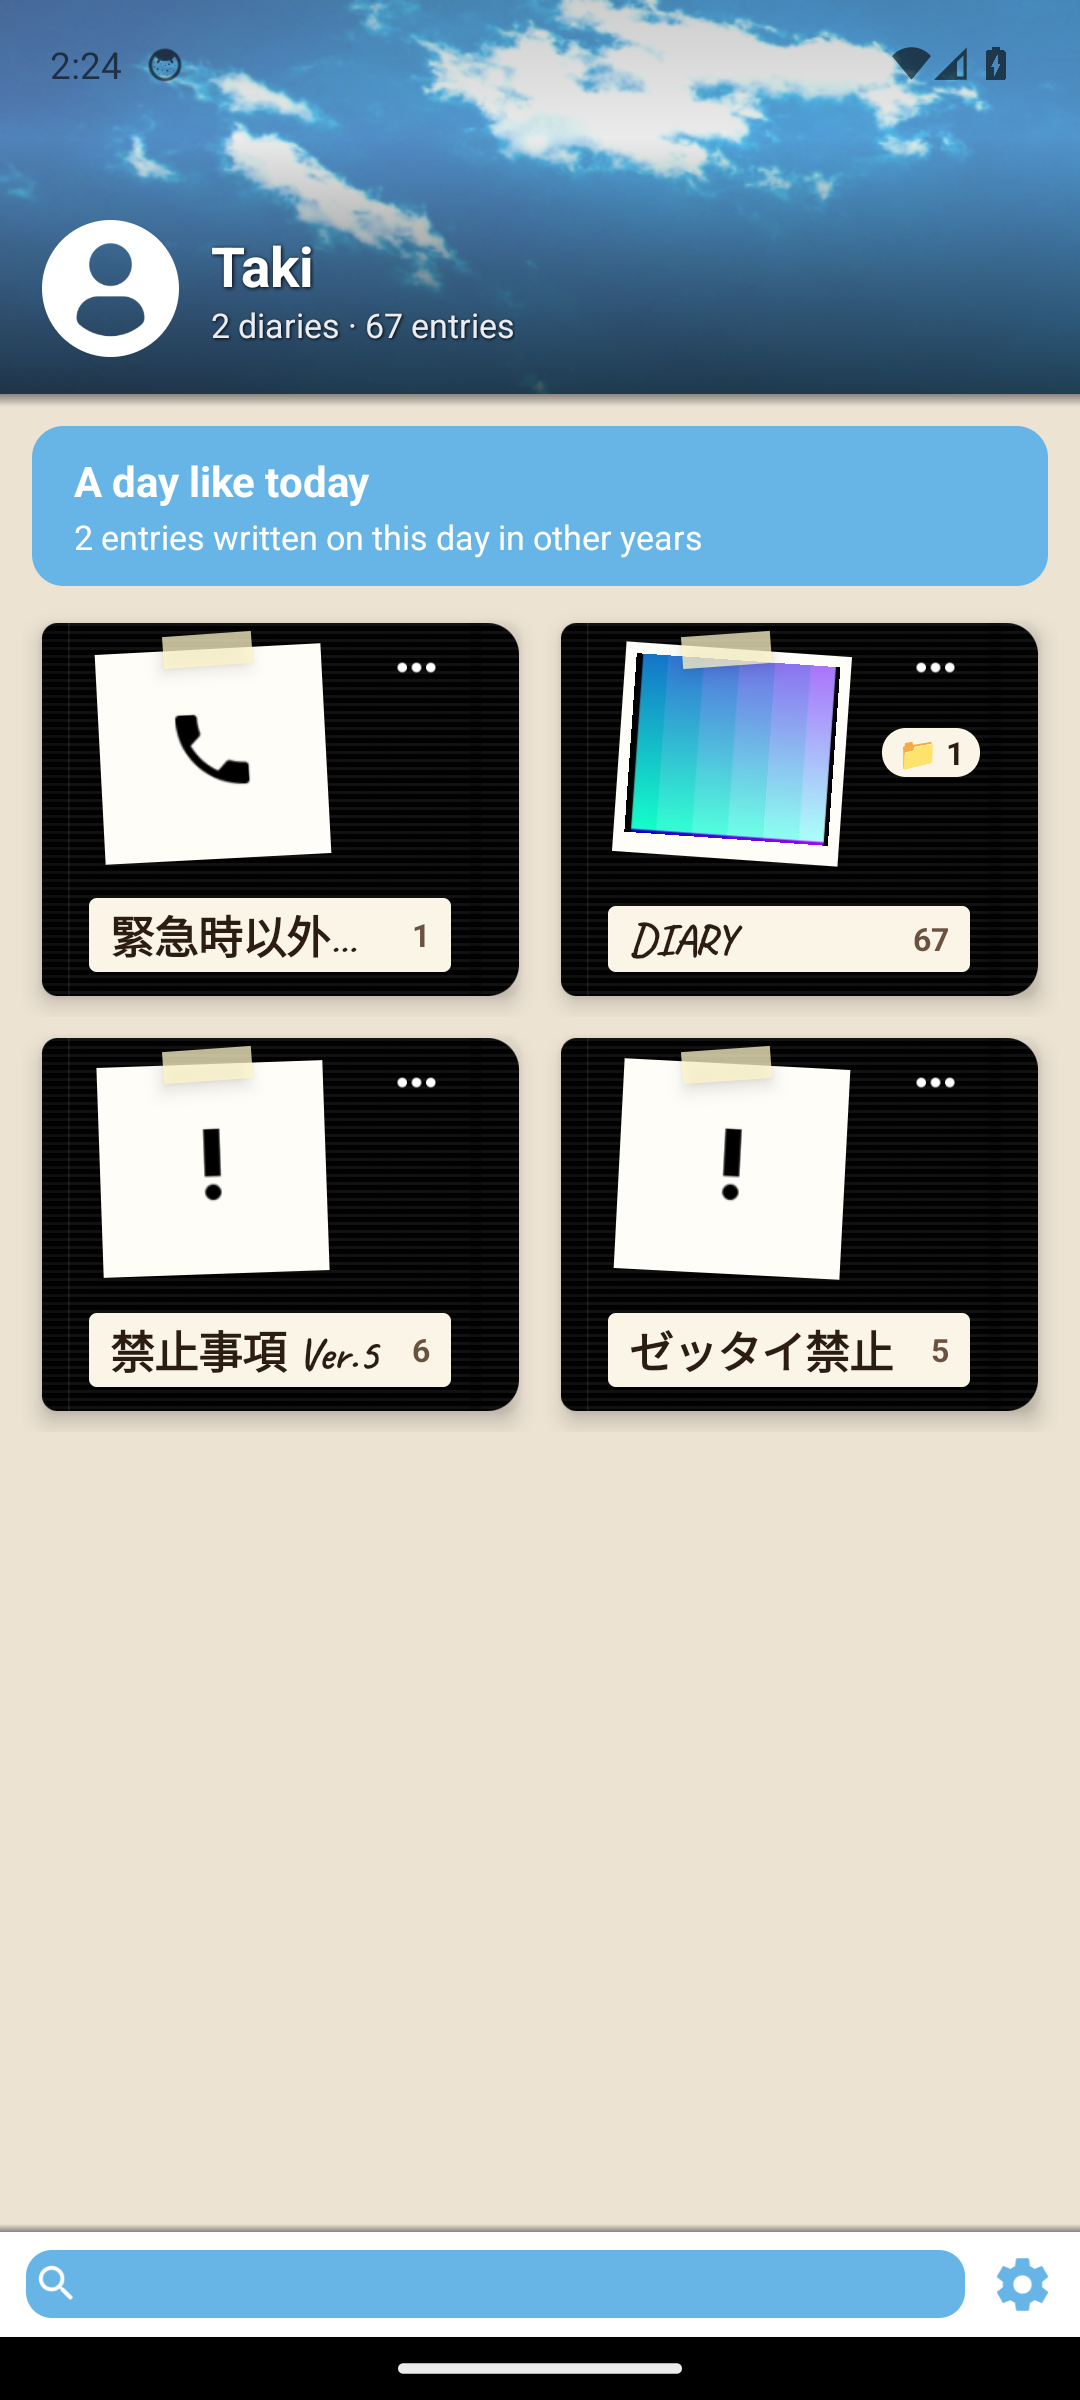 2:24
Taki
2 diaries · 67 entries
A day like today
2 entries written on this day in other years
緊急時以外... 1
📁 1
DIARY 67
禁止事項 Ver.5 6
ゼッタイ禁止 5